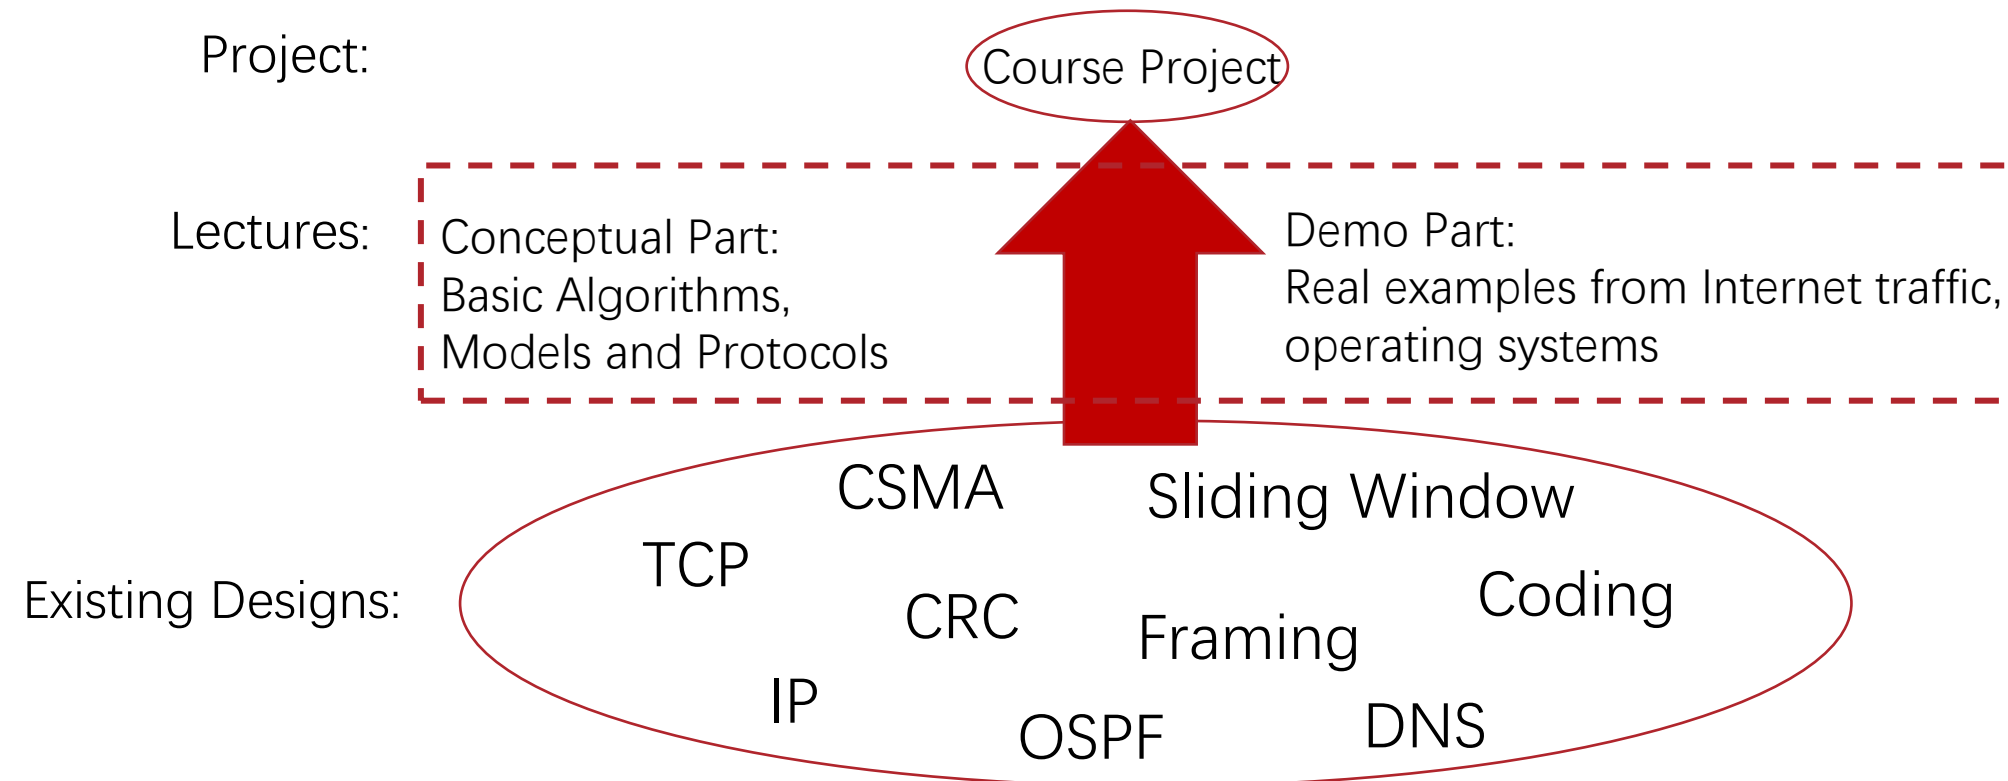 Project:
Course Project
Lectures:
Conceptual Part:
Basic Algorithms,
Models and Protocols
Demo Part:
Real examples from Internet traffic,
operating systems
Existing Designs:
CSMA
Sliding Window
TCP
CRC
Framing
Coding
IP
OSPF
DNS